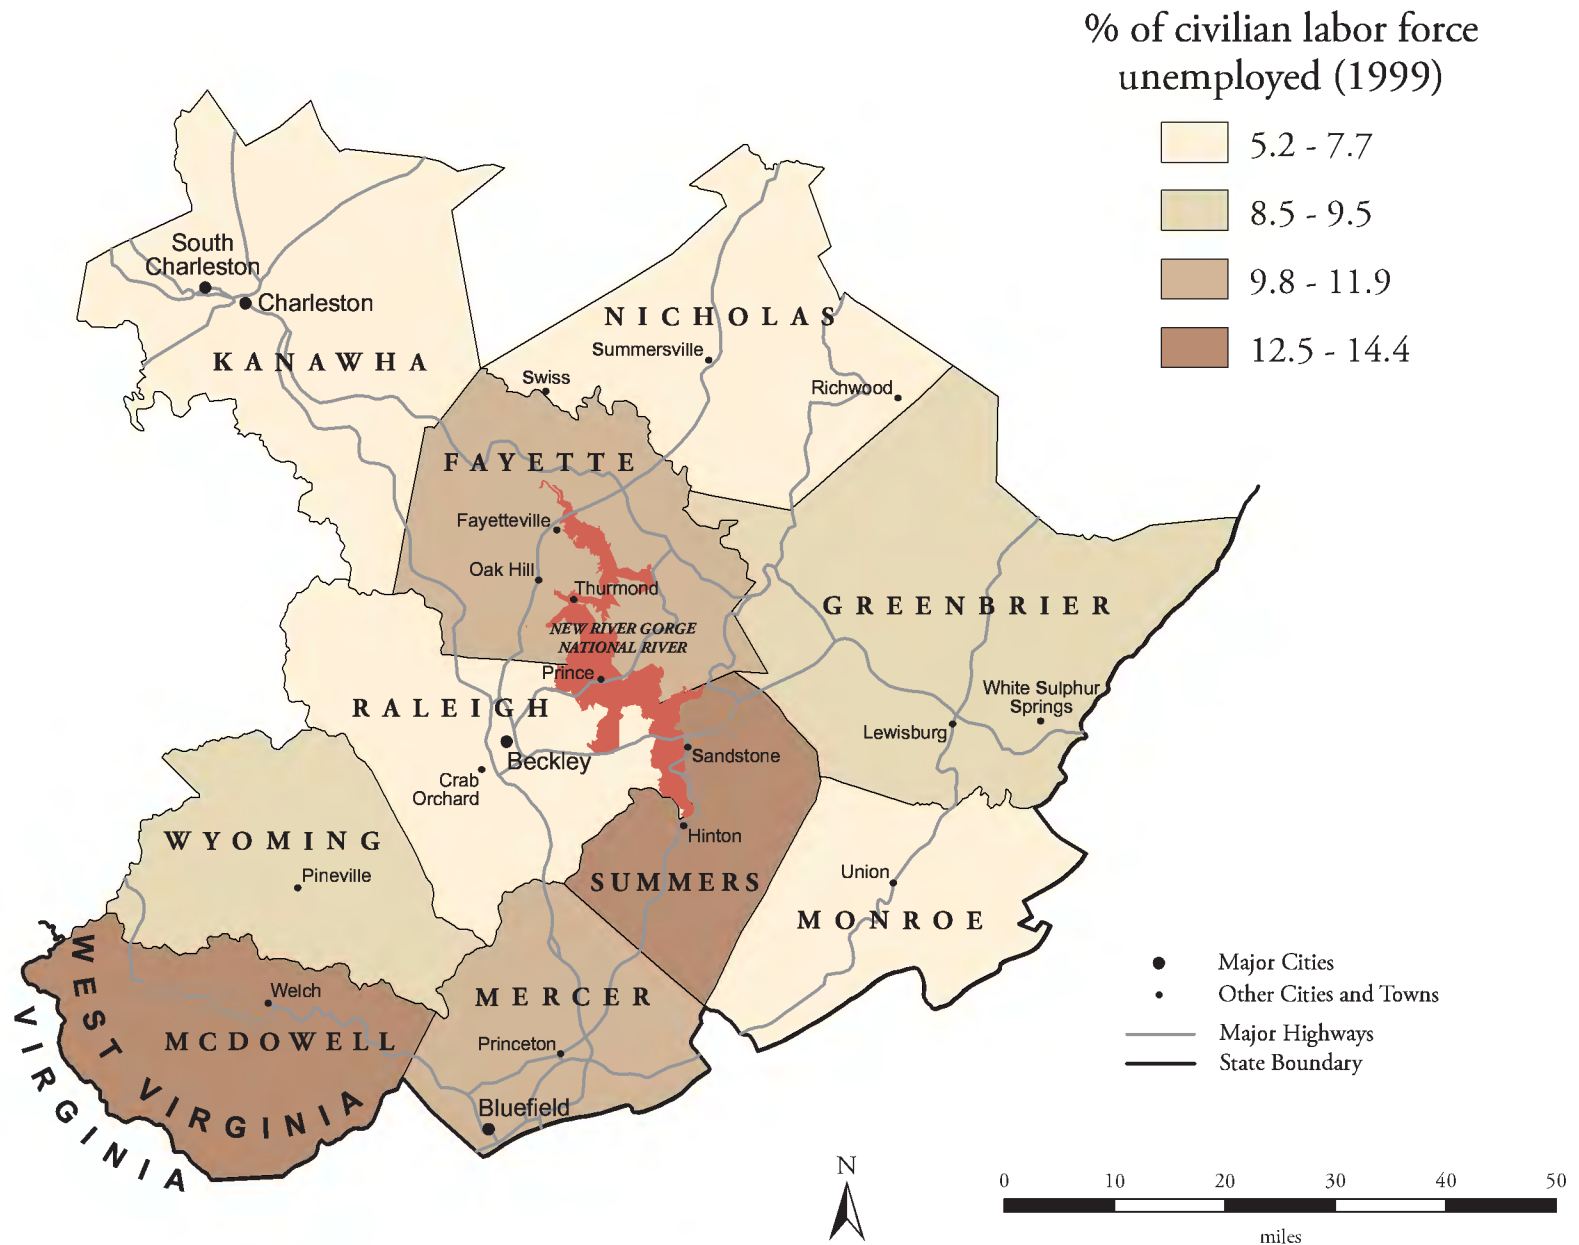 % of civilian labor force
unemployed (1999)
5.2 - 7.7
8.5 - 9.5
9.8 - 11.9
12.5 - 14.4
South
Charleston
Charleston
KANAWHA
NICHOLAS
Summersville
Swiss
Richwood
FAYETTE
Fayetteville
Oak Hill
Thurmond
NEW RIVER GORGE
NATIONAL RIVER
Prince
GREENBRIER
White Sulphur
Springs
Lewisburg
RALEIGH
Beckley
Crab
Orchard
Sandstone
Hinton
SUMMERS
WYOMING
Pineville
Union
MONROE
MERCER
Princeton
Bluefield
Welch
MCDOWELL
WEST VIRGINIA
VIRGINIA
Major Cities
Other Cities and Towns
Major Highways
State Boundary
N
0 10 20 30 40 50
miles